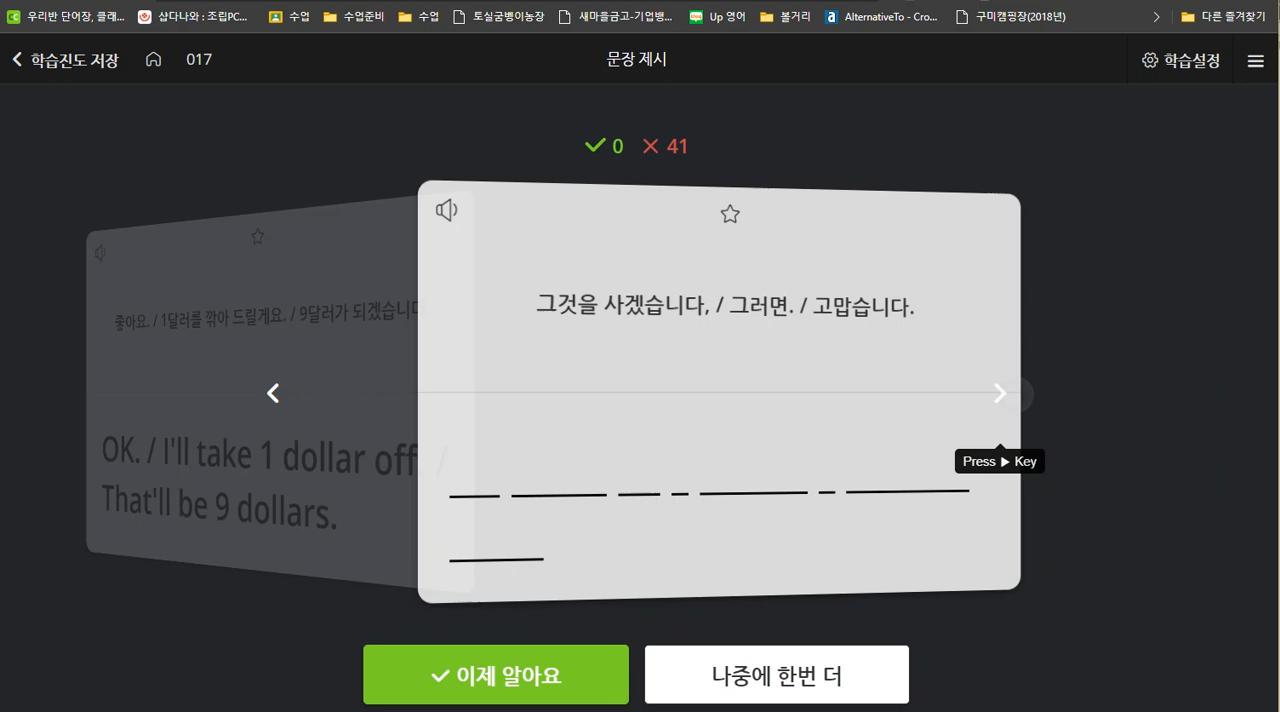 우리반 단어장, 클래... 샵다나와 : 조립PC... 수업 수업준비 수업 토실굼벵이농장 새마을금고-기업뱅... Up 영어 볼거리 AlternativeTo - Cro... 구미캠핑장(2018년) 다른 즐겨찾기
학습진도 저장 017 문장 제시 학습설정
0 41
좋아요. / 1달러를 깎아 드릴게요. / 9달러가 되겠습니다
OK. / I'll take 1 dollar off. /
That'll be 9 dollars.
그것을 사겠습니다, / 그러면. / 고맙습니다.
Press ▶ Key
이제 알아요 나중에 한번 더